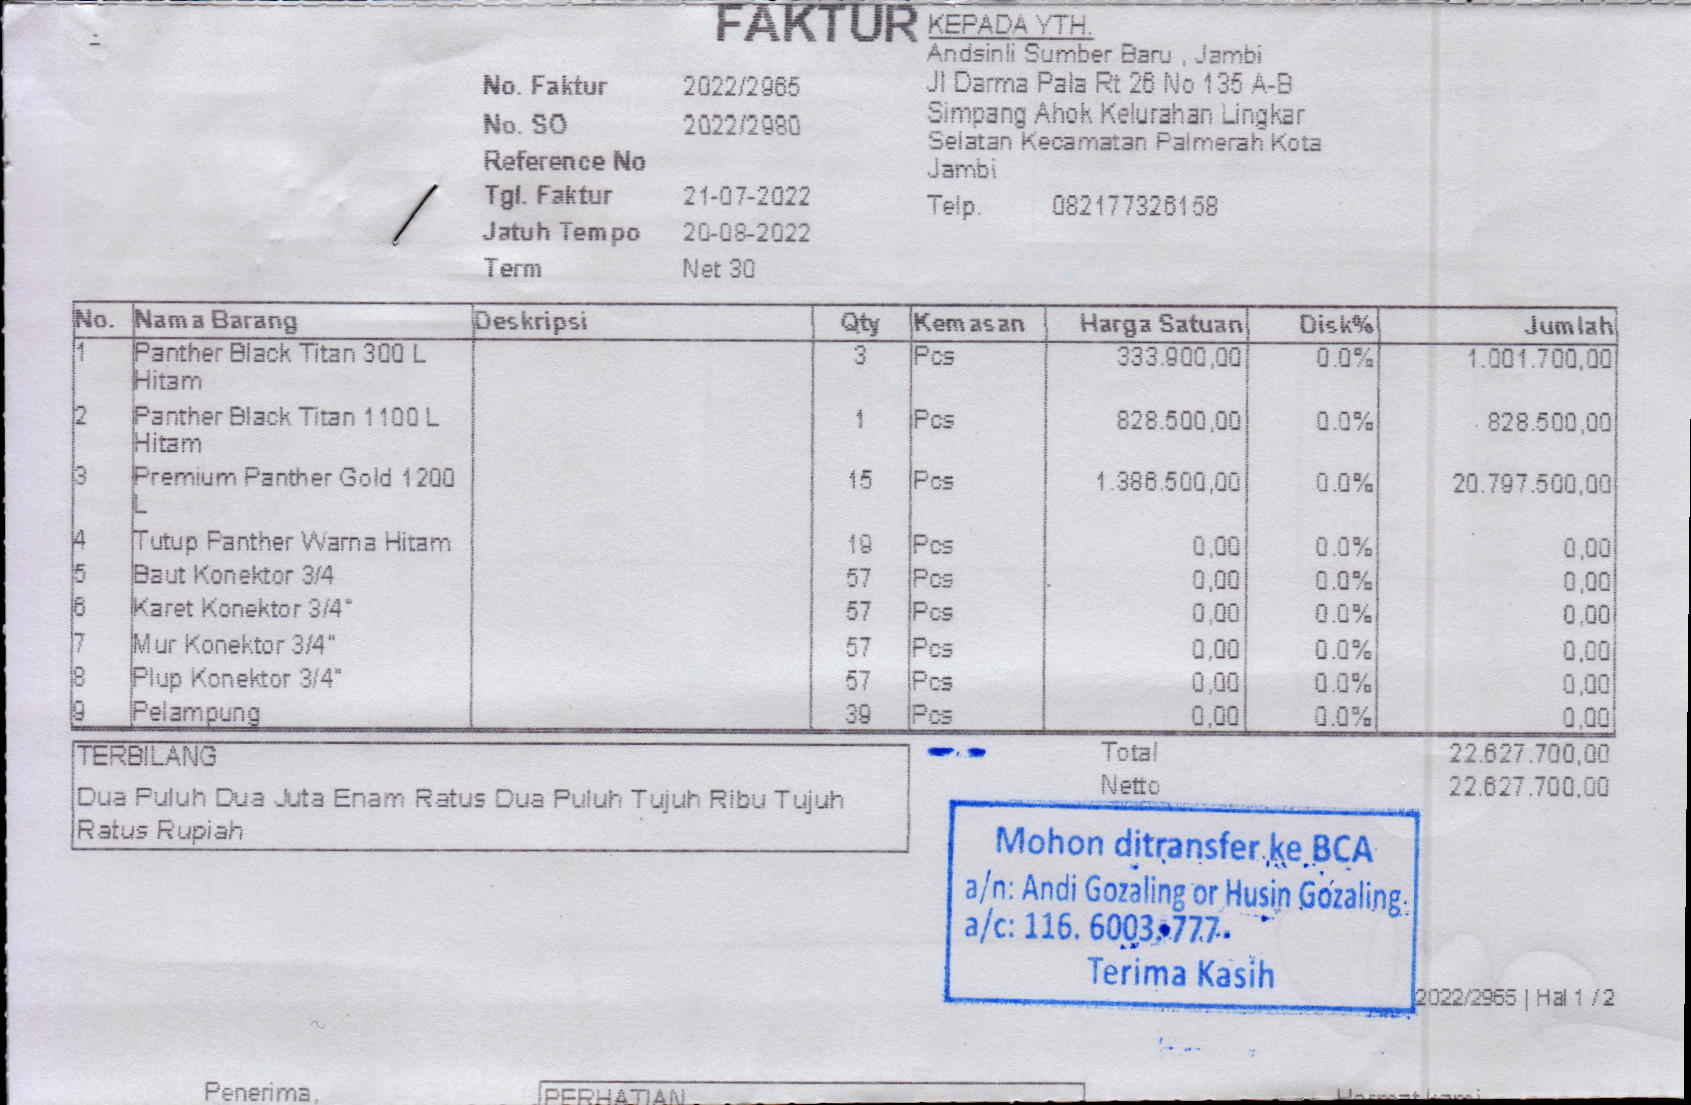 FAKTUR
KEPADA YTH.
Andsinli Sumber Baru , Jambi
Jl Darma Pala Rt 26 No 135 A-B
Simpang Ahok Kelurahan Lingkar
Selatan Kecamatan Palmerah Kota
Jambi
Telp. 082177326158
No. Faktur 2022/2965
No. SO 2022/2980
Reference No
Tgl. Faktur 21-07-2022
Jatuh Tempo 20-08-2022
Term Net 30
No. Nama Barang Deskripsi Qty Kemasan Harga Satuan Disk% Jumlah
1 Panther Black Titan 300 L 3 Pcs 333.900,00 0.0% 1.001.700,00
Hitam
2 Panther Black Titan 1100 L 1 Pcs 828.500,00 0.0% 828.500,00
Hitam
3 Premium Panther Gold 1200 15 Pcs 1.386.500,00 0.0% 20.797.500,00
L
4 Tutup Panther Warna Hitam 19 Pcs 0,00 0.0% 0,00
5 Baut Konektor 3/4 57 Pcs 0,00 0.0% 0,00
6 Karet Konektor 3/4" 57 Pcs 0,00 0.0% 0,00
7 Mur Konektor 3/4" 57 Pcs 0,00 0.0% 0,00
8 Plup Konektor 3/4" 57 Pcs 0,00 0.0% 0,00
9 Pelampung 39 Pcs 0,00 0.0% 0,00
TERBILANG
Dua Puluh Dua Juta Enam Ratus Dua Puluh Tujuh Ribu Tujuh
Ratus Rupiah
Total 22.627.700,00
Netto 22.627.700,00
Mohon ditransfer ke BCA
a/n: Andi Gozaling or Husin Gozaling
a/c: 116. 6003.777
Terima Kasih
2022/2965 | Hal 1 / 2
Penerima,
PERHATIAN
Hormat kami